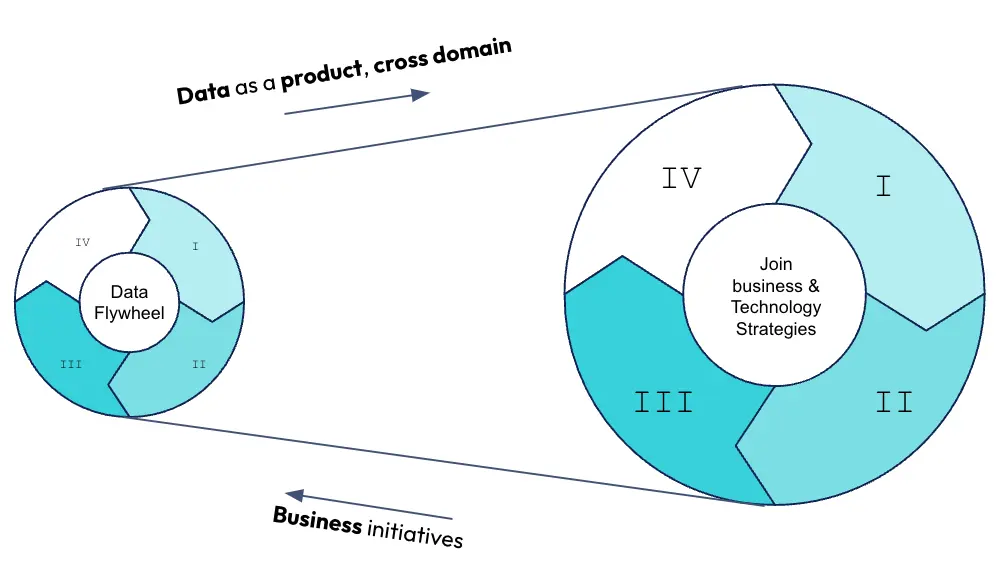 Data as a product, cross domain
IV
I
Data
Flywheel
III
II
IV
I
Join
business &
Technology
Strategies
III
II
Business initiatives